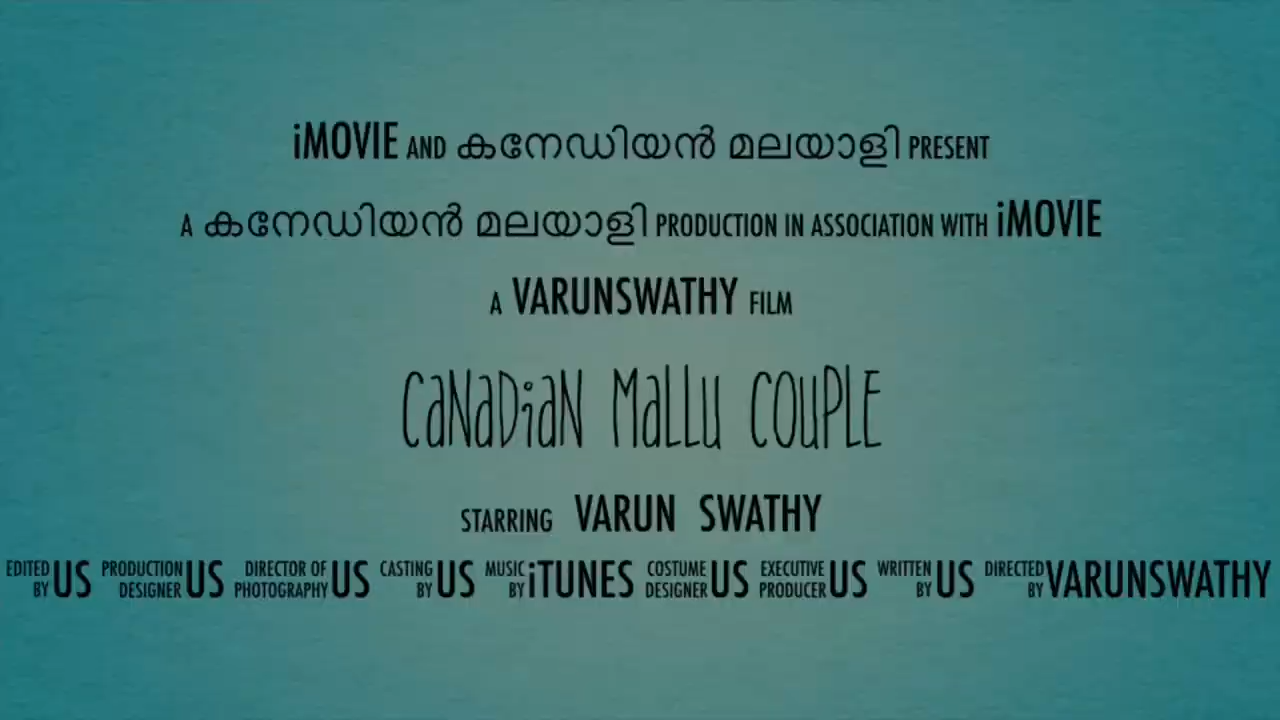 iMOVIE AND കനേഡിയൻ മലയാളി PRESENT
A കനേഡിയൻ മലയാളി PRODUCTION IN ASSOCIATION WITH iMOVIE
A VARUNSWATHY FILM
CaNaDiaN MaLLu COuPLE
STARRING VARUN SWATHY
EDITED BY US PRODUCTION DESIGNER US DIRECTOR OF PHOTOGRAPHY US CASTING BY US MUSIC BY iTUNES COSTUME DESIGNER US EXECUTIVE PRODUCER US WRITTEN BY US DIRECTED BY VARUNSWATHY